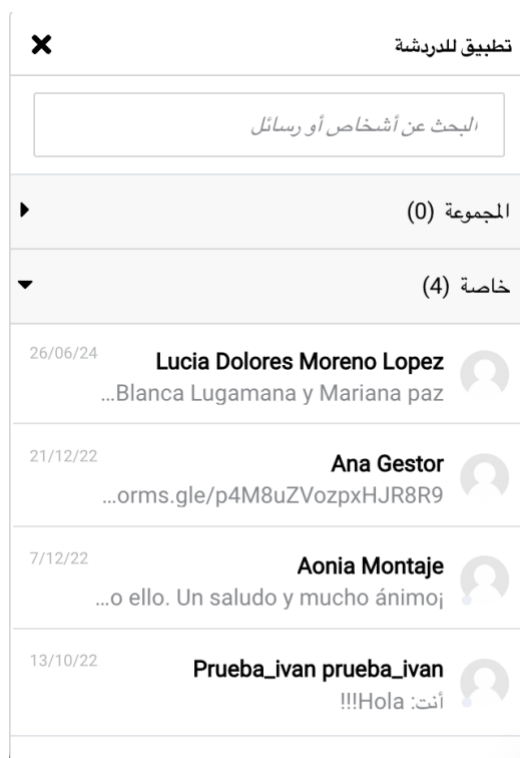 تطبيق للدردشة
البحث عن أشخاص أو رسائل
المجموعة (0)
خاصة (4)
Lucia Dolores Moreno Lopez 26/06/24
Blanca Lugamana y Mariana paz...
Ana Gestor 21/12/22
...orms.gle/p4M8uZVozpxHJR8R9
Aonia Montaje 7/12/22
...o ello. Un saludo y mucho ánimo¡
Prueba_ivan prueba_ivan 13/10/22
أنت: Hola!!!